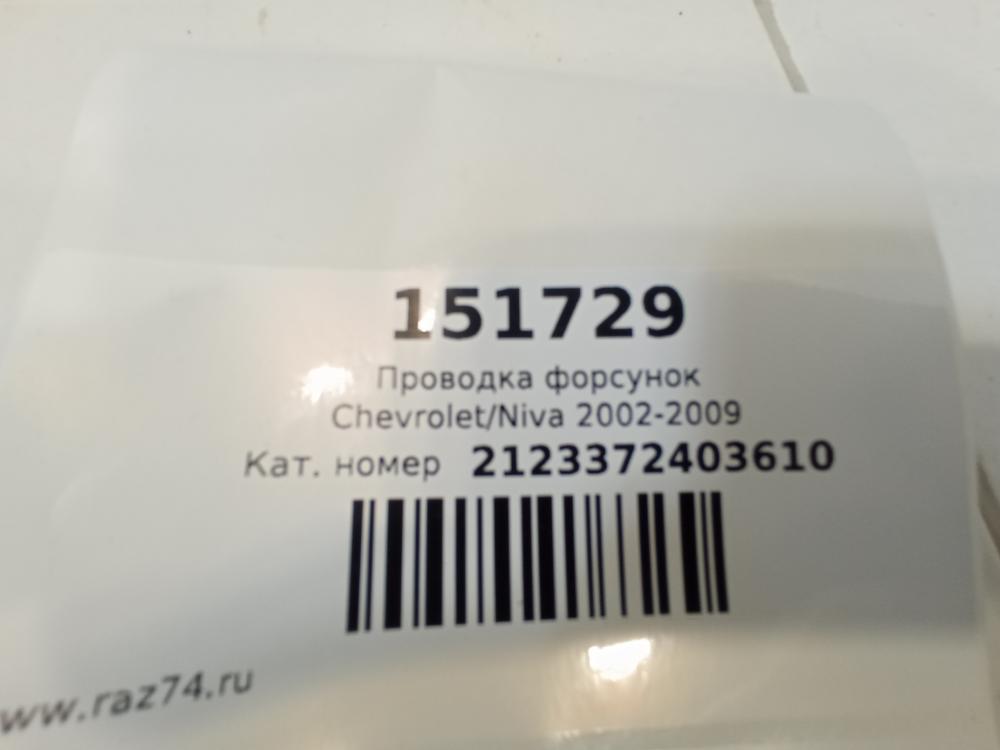 151729
Проводка форсунок
Chevrolet/Niva 2002-2009
Кат. номер 2123372403610
www.raz74.ru